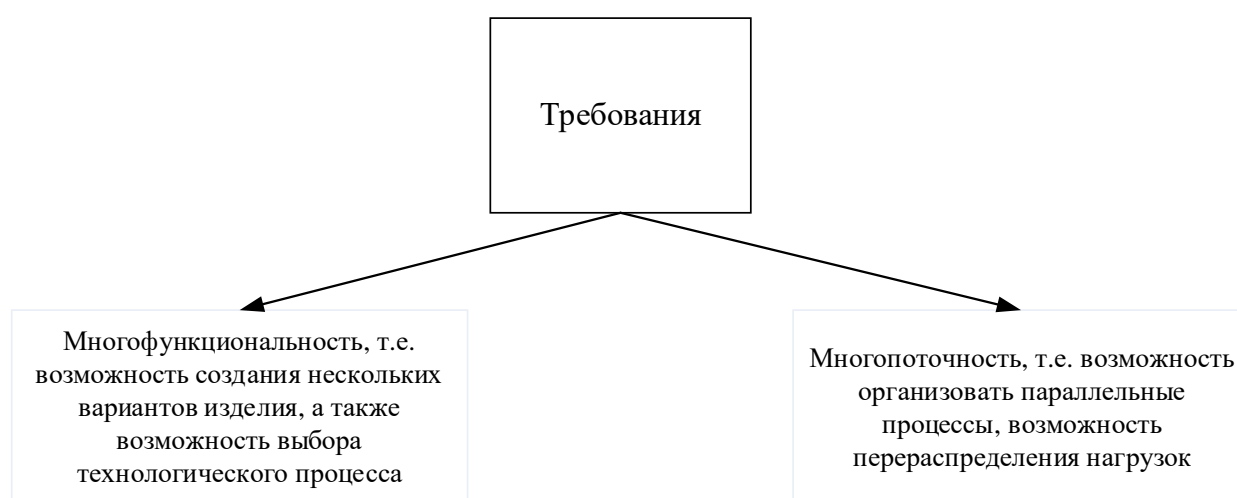 Требования
Многофункциональность, т.е.
возможность создания нескольких
вариантов изделия, а также
возможность выбора
технологического процесса
Многопоточность, т.е. возможность
организовать параллельные
процессы, возможность
перераспределения нагрузок